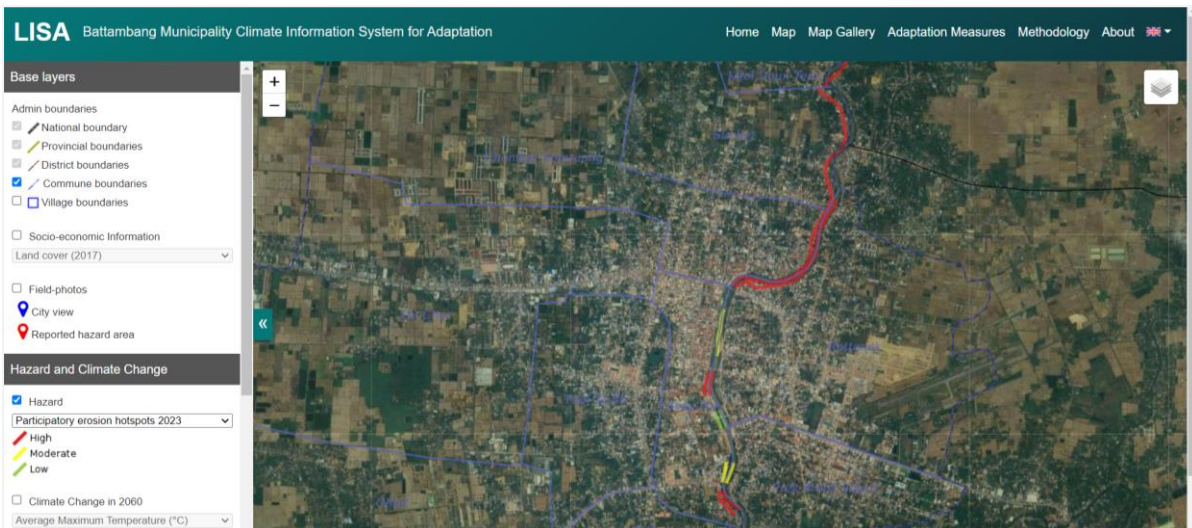 LISA Battambang Municipality Climate Information System for Adaptation
Home Map Map Gallery Adaptation Measures Methodology About
Base layers
Admin boundaries
National boundary
Provincial boundaries
District boundaries
Commune boundaries
Village boundaries
Socio-economic Information
Land cover (2017)
Field-photos
City view
Reported hazard area
Hazard and Climate Change
Hazard
Participatory erosion hotspots 2023
High
Moderate
Low
Climate Change in 2060
Average Maximum Temperature (°C)
+
−
«